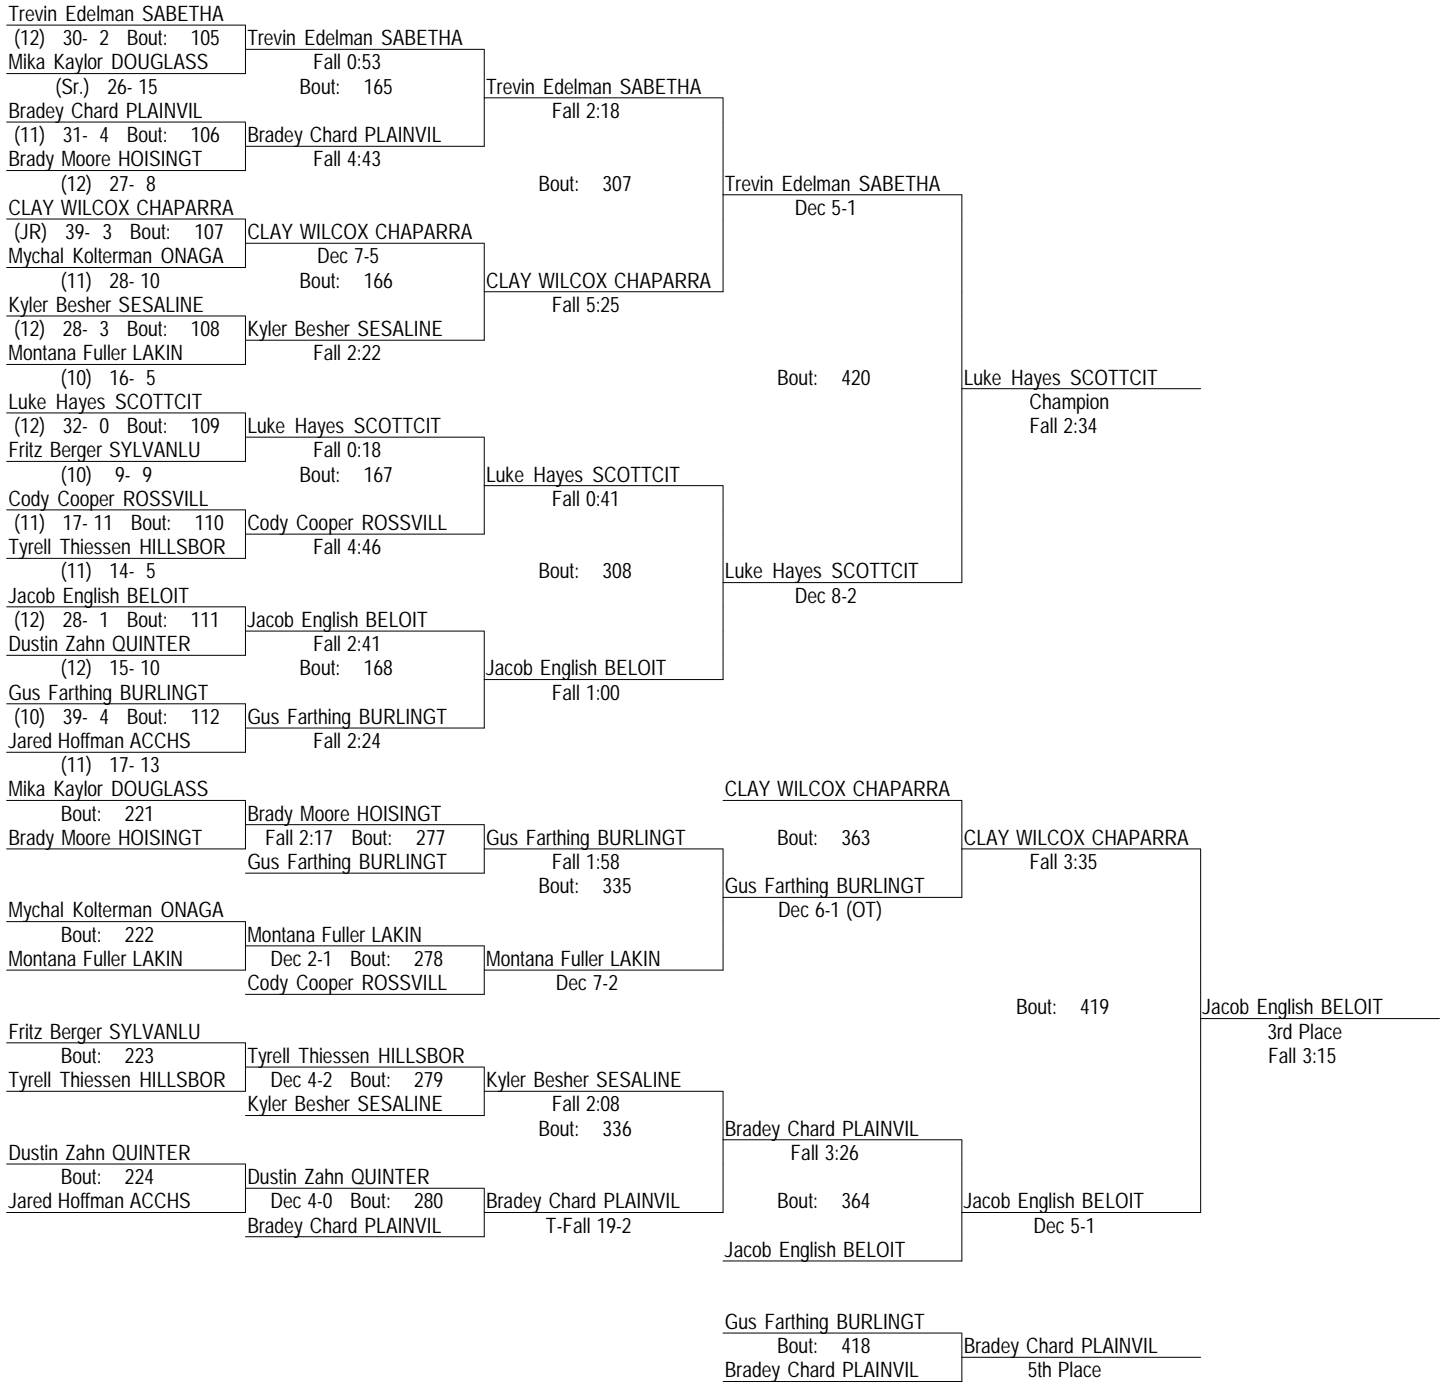 Trevin Edelman SABETHA
(12) 30- 2 Bout: 105 Trevin Edelman SABETHA
Mika Kaylor DOUGLASS Fall 0:53
(Sr.) 26- 15 Bout: 165 Trevin Edelman SABETHA
Bradey Chard PLAINVIL Fall 2:18
(11) 31- 4 Bout: 106 Bradey Chard PLAINVIL
Brady Moore HOISINGT Fall 4:43
(12) 27- 8 Bout: 307 Trevin Edelman SABETHA
CLAY WILCOX CHAPARRA Dec 5-1
(JR) 39- 3 Bout: 107 CLAY WILCOX CHAPARRA
Mychal Kolterman ONAGA Dec 7-5
(11) 28- 10 Bout: 166 CLAY WILCOX CHAPARRA
Kyler Besher SESALINE Fall 5:25
(12) 28- 3 Bout: 108 Kyler Besher SESALINE
Montana Fuller LAKIN Fall 2:22
(10) 16- 5 Bout: 420 Luke Hayes SCOTTCIT
Luke Hayes SCOTTCIT Champion
(12) 32- 0 Bout: 109 Luke Hayes SCOTTCIT Fall 2:34
Fritz Berger SYLVANLU Fall 0:18
(10) 9- 9 Bout: 167 Luke Hayes SCOTTCIT
Cody Cooper ROSSVILL Fall 0:41
(11) 17- 11 Bout: 110 Cody Cooper ROSSVILL
Tyrell Thiessen HILLSBOR Fall 4:46
(11) 14- 5 Bout: 308 Luke Hayes SCOTTCIT
Jacob English BELOIT Dec 8-2
(12) 28- 1 Bout: 111 Jacob English BELOIT
Dustin Zahn QUINTER Fall 2:41
(12) 15- 10 Bout: 168 Jacob English BELOIT
Gus Farthing BURLINGT Fall 1:00
(10) 39- 4 Bout: 112 Gus Farthing BURLINGT
Jared Hoffman ACCHS Fall 2:24
(11) 17- 13
Mika Kaylor DOUGLASS CLAY WILCOX CHAPARRA
Bout: 221 Brady Moore HOISINGT
Brady Moore HOISINGT Fall 2:17 Bout: 277 Gus Farthing BURLINGT Bout: 363 CLAY WILCOX CHAPARRA
Gus Farthing BURLINGT Fall 1:58 Fall 3:35
Bout: 335 Gus Farthing BURLINGT
Mychal Kolterman ONAGA Dec 6-1 (OT)
Bout: 222 Montana Fuller LAKIN
Montana Fuller LAKIN Dec 2-1 Bout: 278 Montana Fuller LAKIN
Cody Cooper ROSSVILL Dec 7-2
Bout: 419 Jacob English BELOIT
Fritz Berger SYLVANLU 3rd Place
Bout: 223 Tyrell Thiessen HILLSBOR Fall 3:15
Tyrell Thiessen HILLSBOR Dec 4-2 Bout: 279 Kyler Besher SESALINE
Kyler Besher SESALINE Fall 2:08
Bout: 336 Bradey Chard PLAINVIL
Dustin Zahn QUINTER Fall 3:26
Bout: 224 Dustin Zahn QUINTER
Jared Hoffman ACCHS Dec 4-0 Bout: 280 Bradey Chard PLAINVIL Bout: 364 Jacob English BELOIT
Bradey Chard PLAINVIL T-Fall 19-2 Dec 5-1
Jacob English BELOIT
Gus Farthing BURLINGT
Bout: 418 Bradey Chard PLAINVIL
Bradey Chard PLAINVIL 5th Place